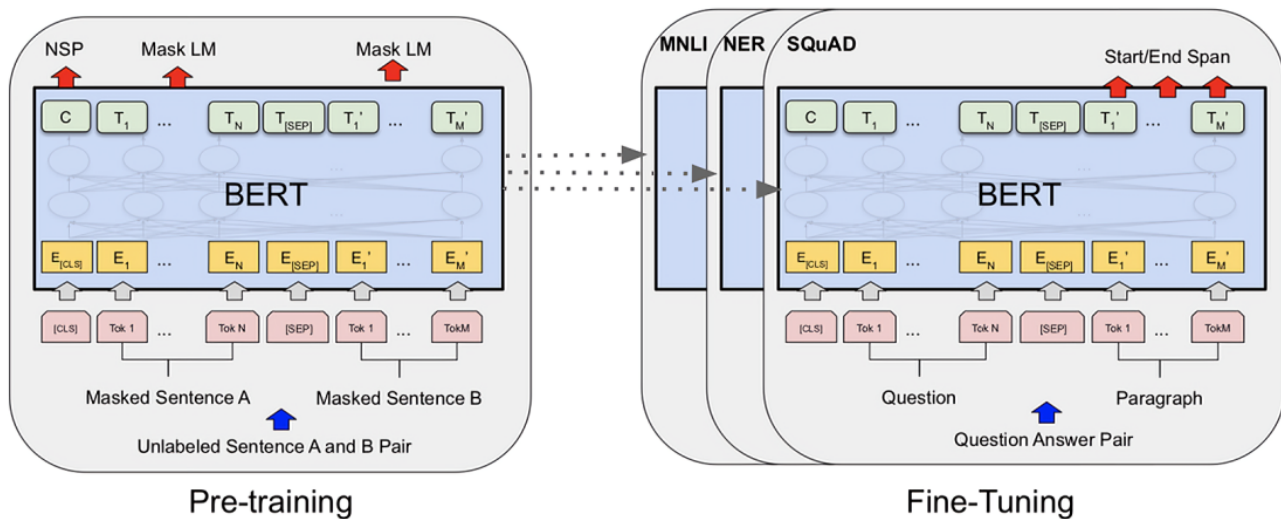 NSP Mask LM Mask LM
C T1 ... TN T[SEP] T1' ... TM'
...
BERT
...
E[CLS] E1 ... EN E[SEP] E1' ... EM'
[CLS] Tok 1 ... Tok N [SEP] Tok 1 ... TokM
Masked Sentence A Masked Sentence B
Unlabeled Sentence A and B Pair
Pre-training
MNLI NER SQuAD
Start/End Span
C T1 ... TN T[SEP] T1' ... TM'
...
BERT
...
E[CLS] E1 ... EN E[SEP] E1' ... EM'
[CLS] Tok 1 ... Tok N [SEP] Tok 1 ... TokM
Question Paragraph
Question Answer Pair
Fine-Tuning